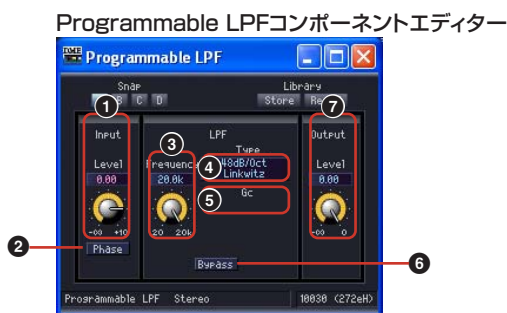 Programmable LPFコンポーネントエディター
Programmable LPF
Snap Library
B C D Store
1 7
Input LPF Output
3 Type
Level Frequency 4 48dB/Oct Linkwitz Level
0.00 20.0k 0.00
5 Gc
-∞ +10 20 20k -∞ 0
2 Phase
Bypass 6
Programmable LPF Stereo 10030 (272eH)